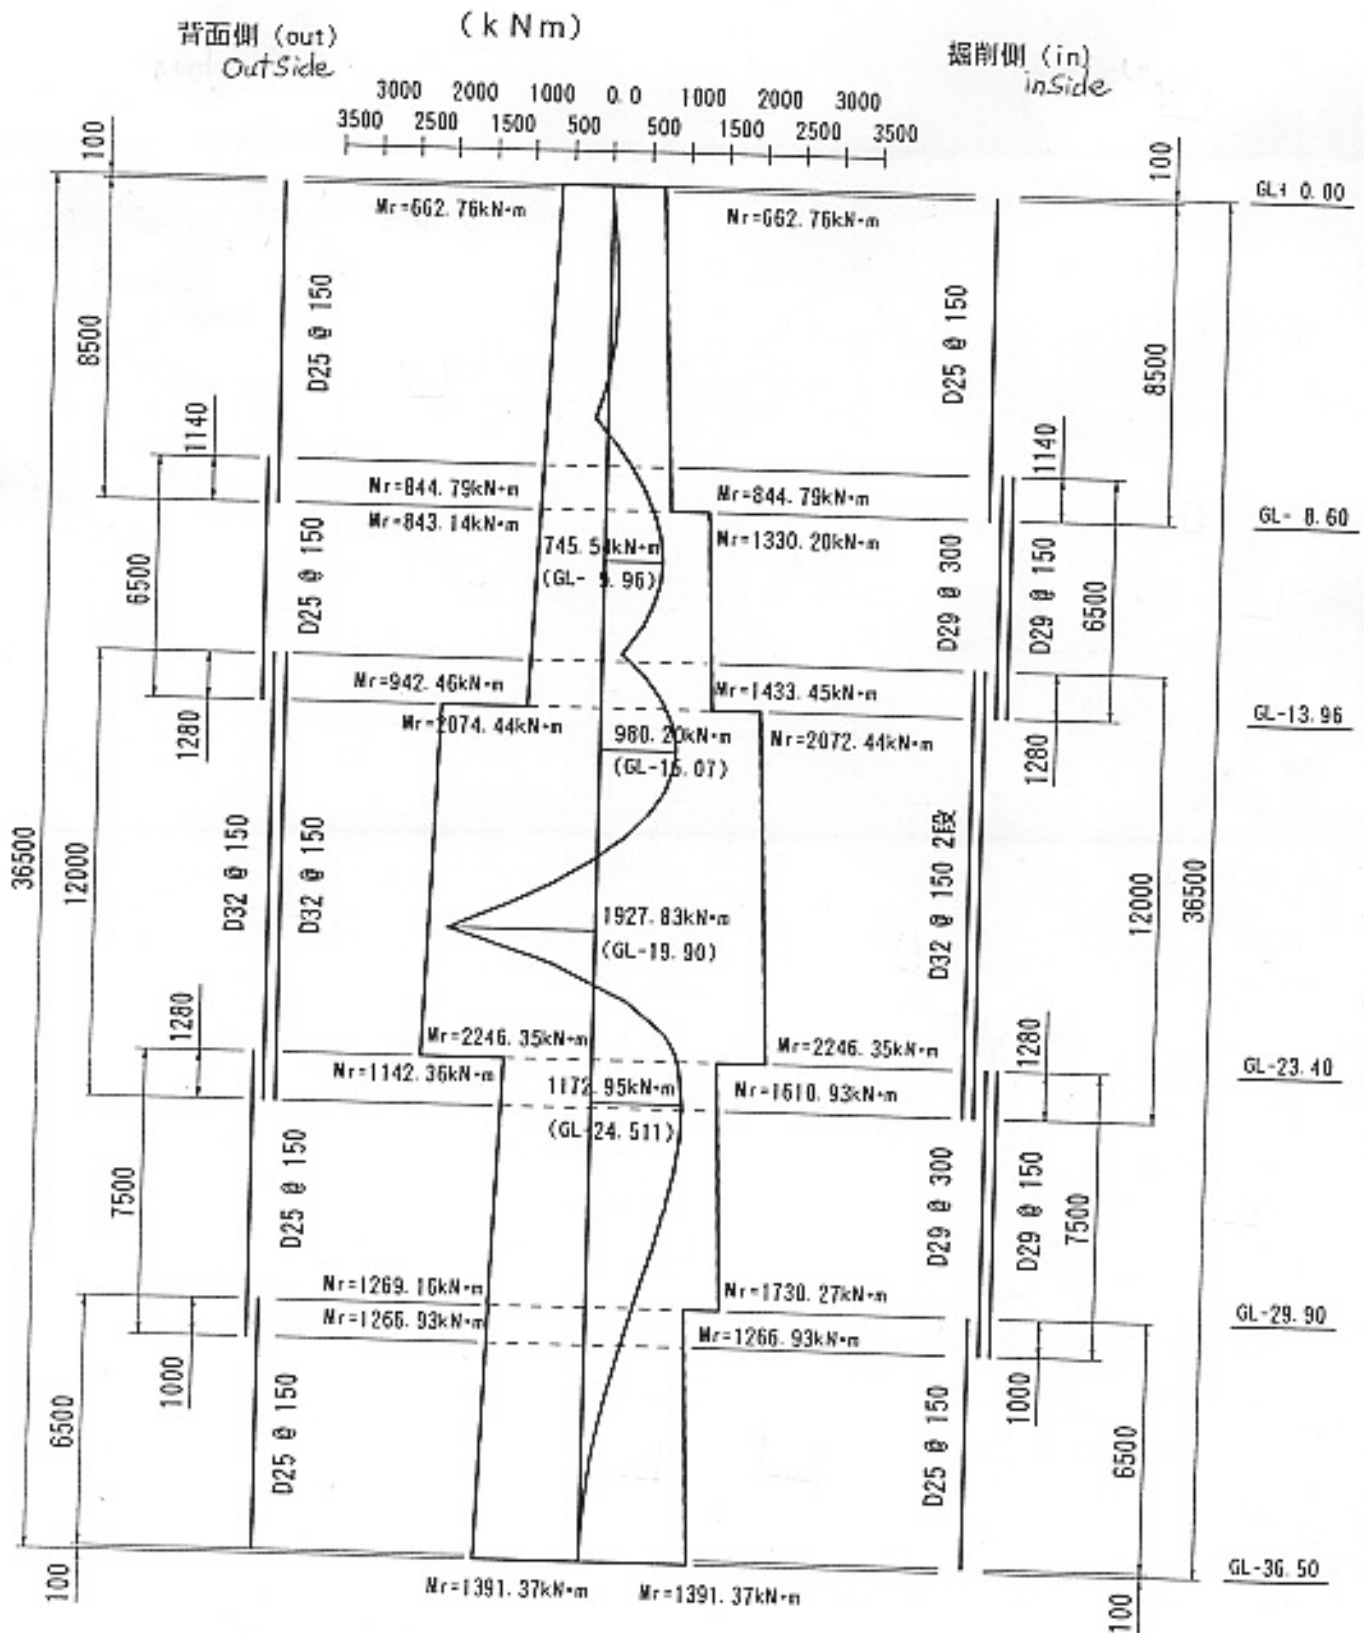 背面側 (out)
OutSide
(kNm)
掘削側 (in)
inSide
3000 2000 1000 0.0 1000 2000 3000
3500 2500 1500 500 500 1500 2500 3500
100
100
GL± 0.00
Mr=662.76kN·m
Mr=662.76kN·m
8500
D25 @ 150
D25 @ 150
8500
1140
1140
Mr=844.79kN·m
Mr=844.79kN·m
GL- 8.60
Mr=843.14kN·m
Mr=1330.20kN·m
6500
D25 @ 150
745.54kN·m
(GL- 9.96)
D29 @ 300
D29 @ 150
6500
Mr=942.46kN·m
Mr=1433.45kN·m
GL-13.96
1280
Mr=2074.44kN·m
980.20kN·m
Mr=2072.44kN·m
1280
(GL-15.07)
36500
12000
D32 @ 150
D32 @ 150
1927.83kN·m
(GL-19.90)
D32 @ 150 2段
12000
36500
1280
Mr=2246.35kN·m
Mr=2246.35kN·m
1280
Mr=1142.36kN·m
1172.95kN·m
Mr=1610.93kN·m
GL-23.40
(GL-24.511)
7500
D25 @ 150
D29 @ 300
D29 @ 150
7500
Mr=1269.16kN·m
Mr=1730.27kN·m
GL-29.90
Mr=1266.93kN·m
Mr=1266.93kN·m
1000
1000
6500
D25 @ 150
D25 @ 150
6500
GL-36.50
100
Mr=1391.37kN·m
Mr=1391.37kN·m
100